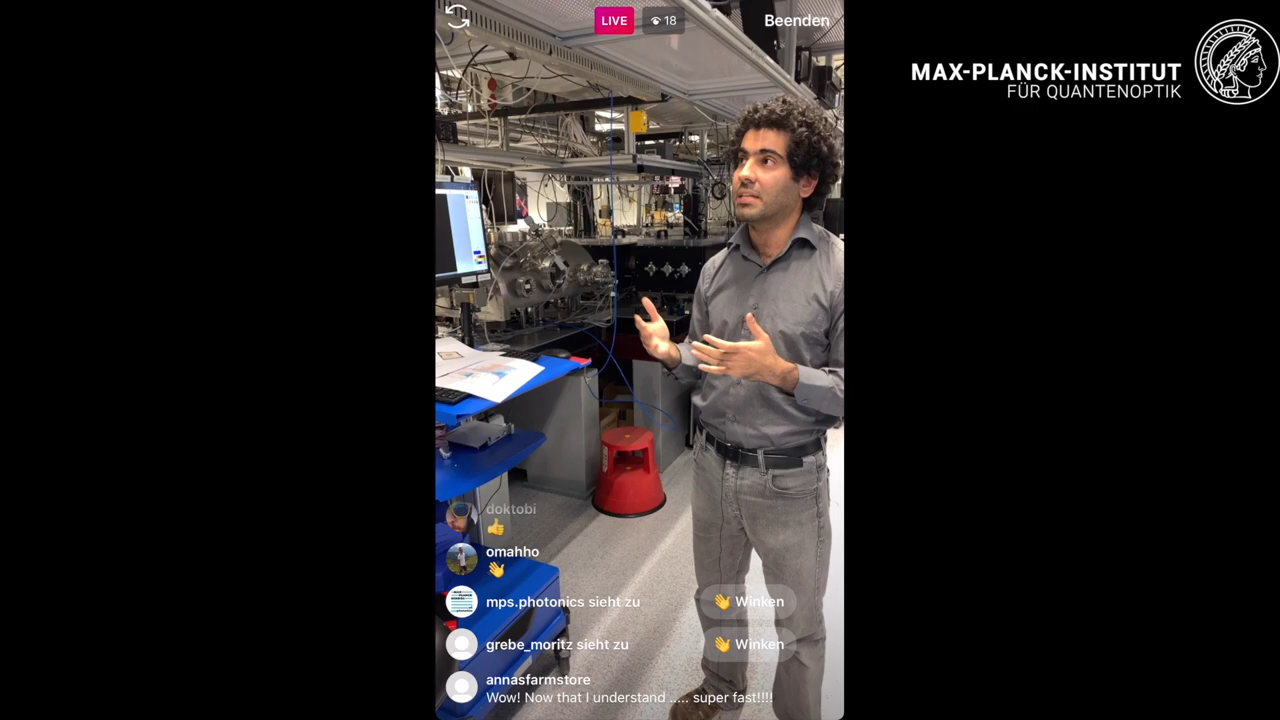 LIVE
18
Beenden
MAX-PLANCK-INSTITUT
FÜR QUANTENOPTIK
doktobi
👍
omahho
👋
mps.photonics sieht zu
👋 Winken
grebe_moritz sieht zu
👋 Winken
annasfarmstore
Wow! Now that I understand ..... super fast!!!!